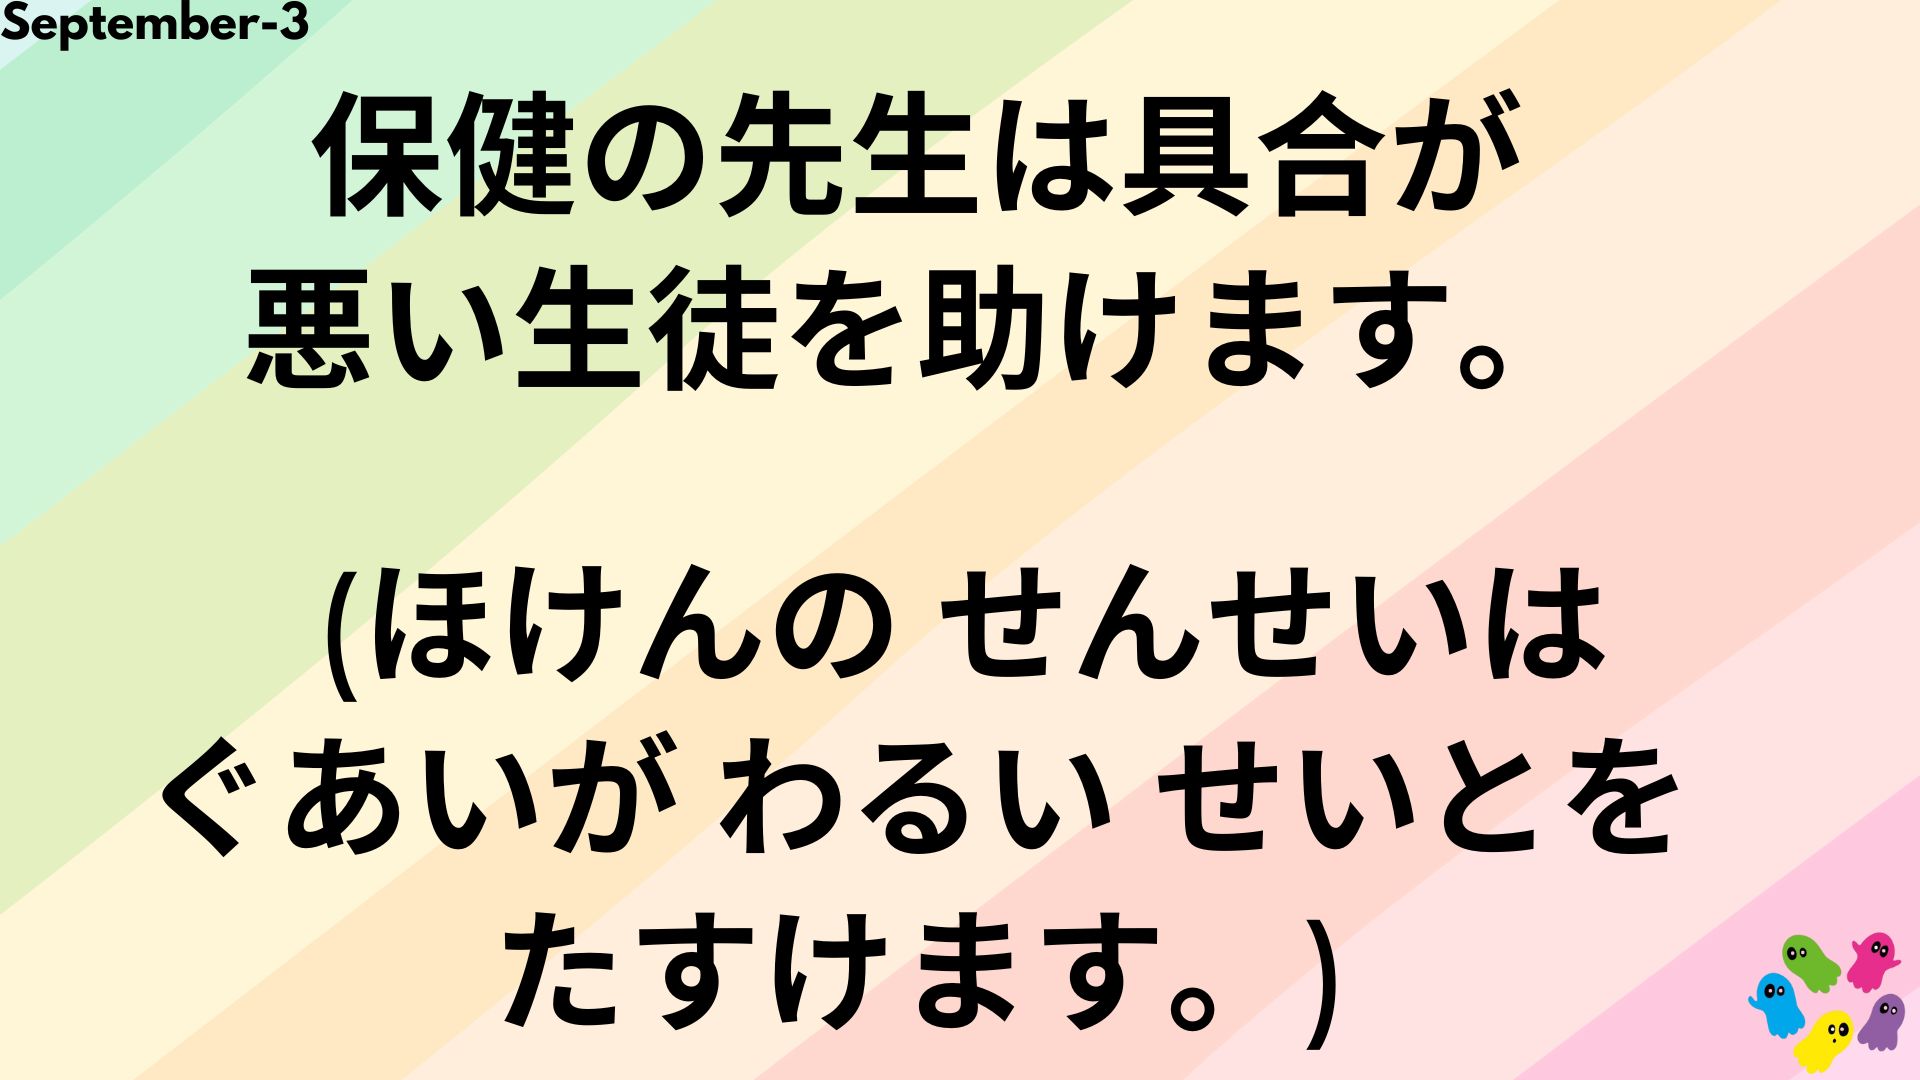 September-3
保健の先生は具合が
悪い生徒を助けます。
(ほけんの せんせいは
ぐあいが わるい せいとを
たすけます。)